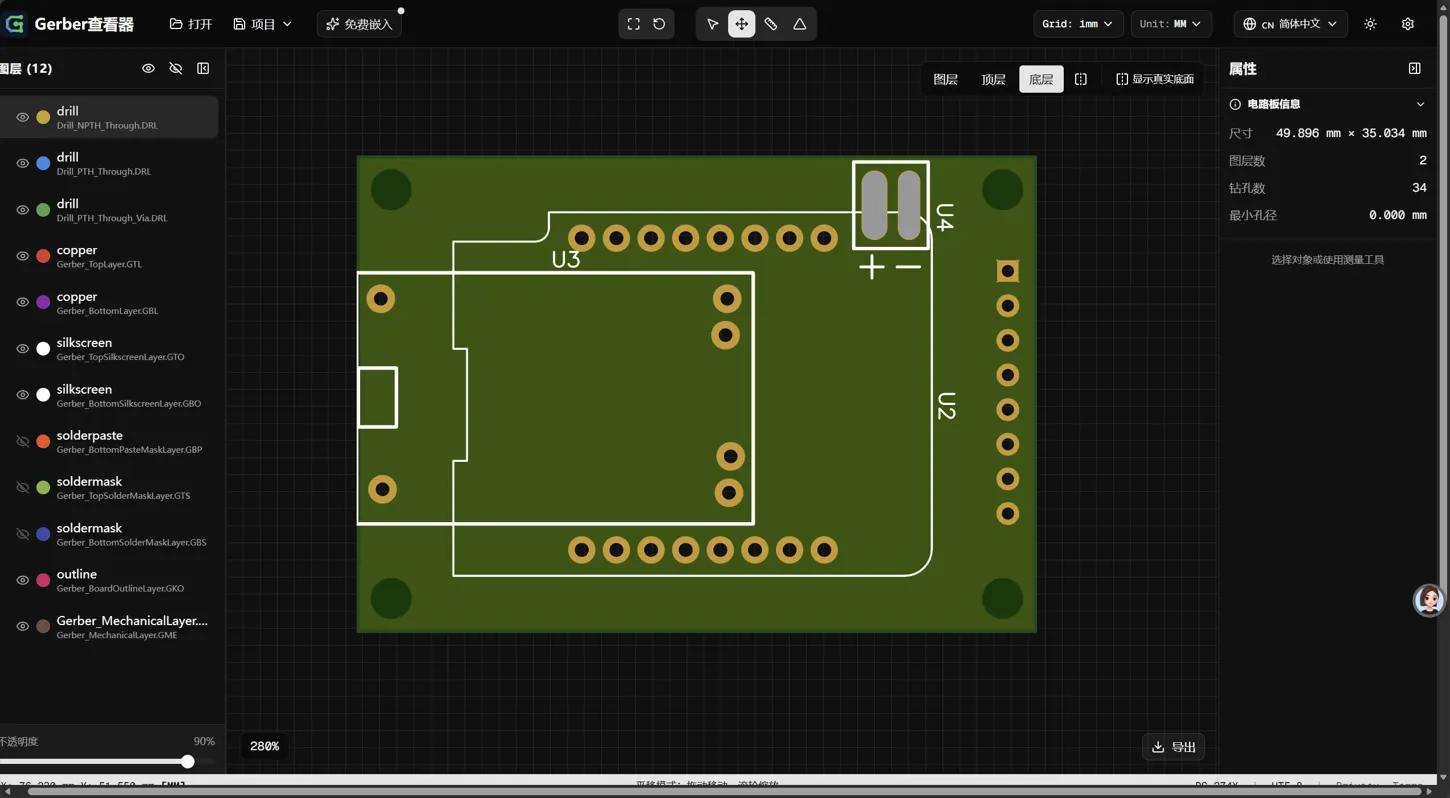 Gerber查看器
打开
项目
免费嵌入
Grid: 1mm
Unit: MM
CN 简体中文
图层 (12)
drill
Drill_NPTH_Through.DRL
drill
Drill_PTH_Through.DRL
drill
Drill_PTH_Through_Via.DRL
copper
Gerber_TopLayer.GTL
copper
Gerber_BottomLayer.GBL
silkscreen
Gerber_TopSilkscreenLayer.GTO
silkscreen
Gerber_BottomSilkscreenLayer.GBO
solderpaste
Gerber_BottomPasteMaskLayer.GBP
soldermask
Gerber_TopSolderMaskLayer.GTS
soldermask
Gerber_BottomSolderMaskLayer.GBS
outline
Gerber_BoardOutlineLayer.GKO
Gerber_MechanicalLayer....
Gerber_MechanicalLayer.GME
不透明度
90%
图层
顶层
底层
显示真实底面
U4
+ −
U3
U2
280%
导出
属性
电路板信息
尺寸
49.896 mm × 35.034 mm
图层数
2
钻孔数
34
最小孔径
0.000 mm
选择对象或使用测量工具